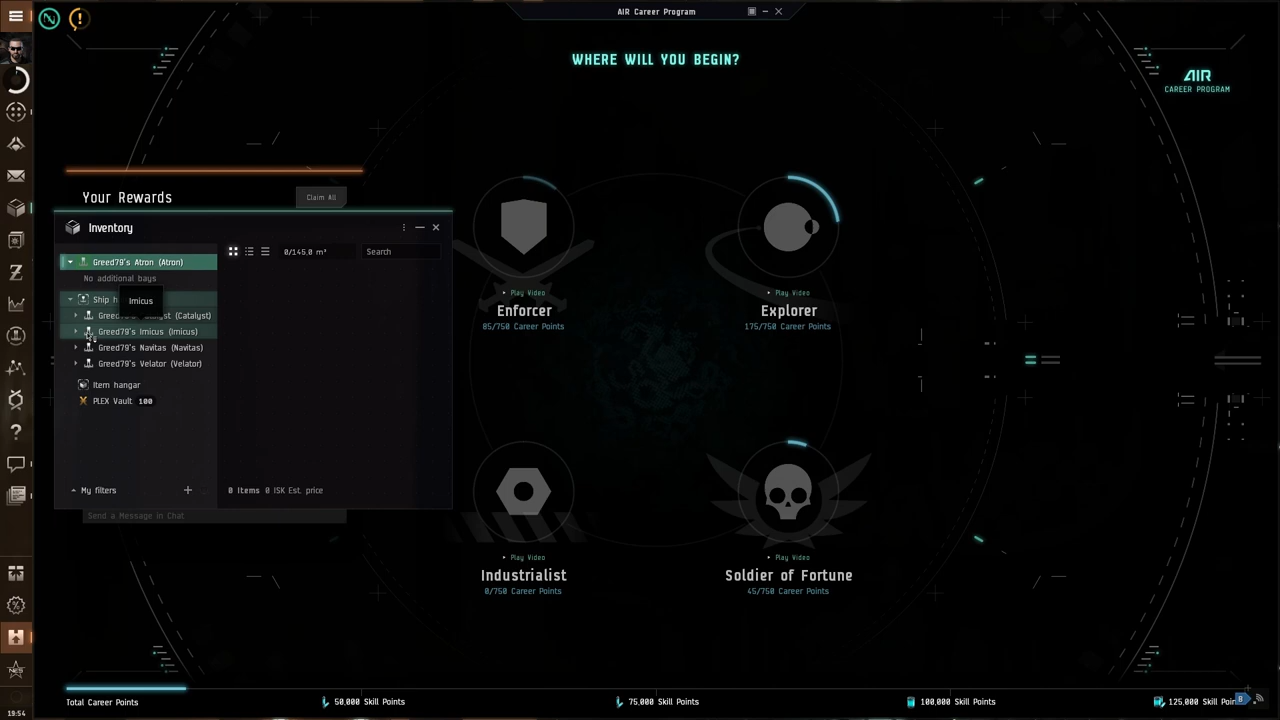 AIR Career Program
WHERE WILL YOU BEGIN?
AIR
CAREER PROGRAM
Your Rewards
Claim All
Inventory
Greed79's Atron (Atron)
No additional bays
Ship
Imicus
(Catalyst)
Greed79's Imicus (Imicus)
Greed79's Navitas (Navitas)
Greed79's Velator (Velator)
Item hangar
PLEX Vault 100
My filters
0/145.0 m³
Search
0 Items 0 ISK Est. price
Send a Message in Chat
Play Video
Enforcer
85/750 Career Points
Play Video
Explorer
175/750 Career Points
Play Video
Industrialist
0/750 Career Points
Play Video
Soldier of Fortune
45/750 Career Points
Total Career Points
50,000 Skill Points
75,000 Skill Points
100,000 Skill Points
125,000 Skill
19:54